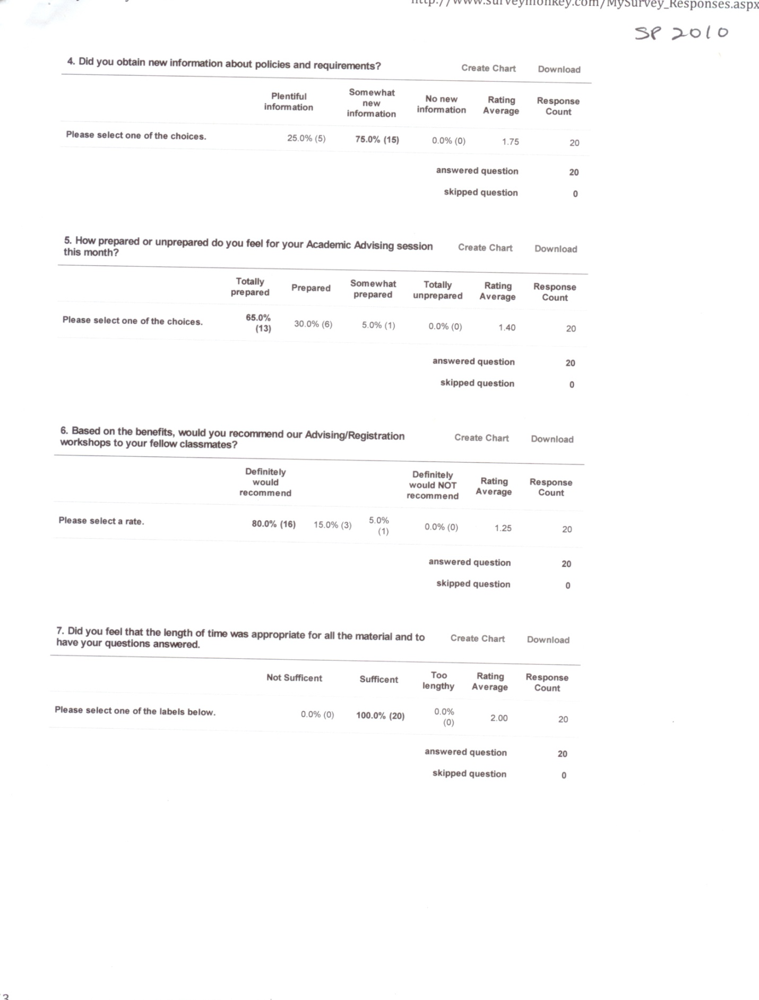 http://www.surveymonkey.com/MySurvey_Responses.aspx
SP 2010
4. Did you obtain new information about policies and requirements? Create Chart Download
Plentiful information Somewhat new information No new information Rating Average Response Count
Please select one of the choices. 25.0% (5) 75.0% (15) 0.0% (0) 1.75 20
answered question 20
skipped question 0
5. How prepared or unprepared do you feel for your Academic Advising session Create Chart Download
this month?
Totally prepared Prepared Somewhat prepared Totally unprepared Rating Average Response Count
Please select one of the choices. 65.0% (13) 30.0% (6) 5.0% (1) 0.0% (0) 1.40 20
answered question 20
skipped question 0
6. Based on the benefits, would you recommend our Advising/Registration Create Chart Download
workshops to your fellow classmates?
Definitely would recommend Definitely would NOT recommend Rating Average Response Count
Please select a rate. 80.0% (16) 15.0% (3) 5.0% (1) 0.0% (0) 1.25 20
answered question 20
skipped question 0
7. Did you feel that the length of time was appropriate for all the material and to Create Chart Download
have your questions answered.
Not Sufficent Sufficent Too lengthy Rating Average Response Count
Please select one of the labels below. 0.0% (0) 100.0% (20) 0.0% (0) 2.00 20
answered question 20
skipped question 0
3